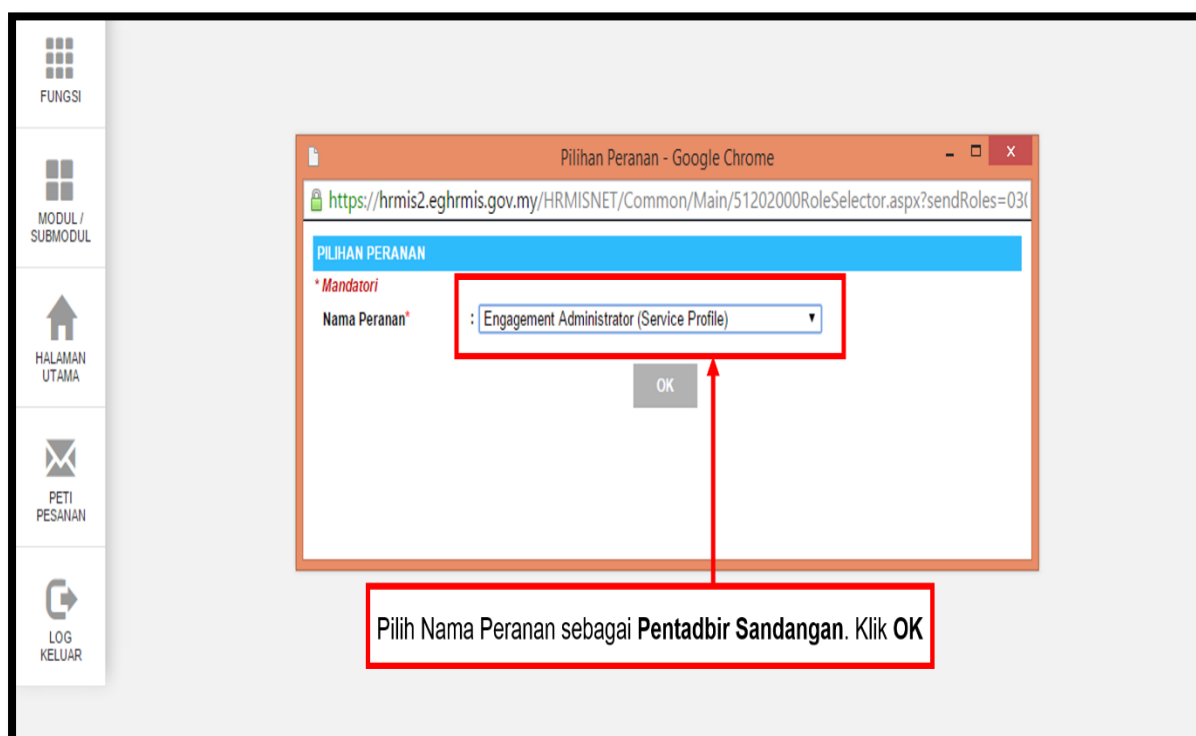 FUNGSI
MODUL /
SUBMODUL
HALAMAN
UTAMA
PETI
PESANAN
LOG
KELUAR
Pilihan Peranan - Google Chrome
https://hrmis2.eghrmis.gov.my/HRMISNET/Common/Main/51202000RoleSelector.aspx?sendRoles=030
PILIHAN PERANAN
* Mandatori
Nama Peranan* : Engagement Administrator (Service Profile)
OK
Pilih Nama Peranan sebagai Pentadbir Sandangan. Klik OK